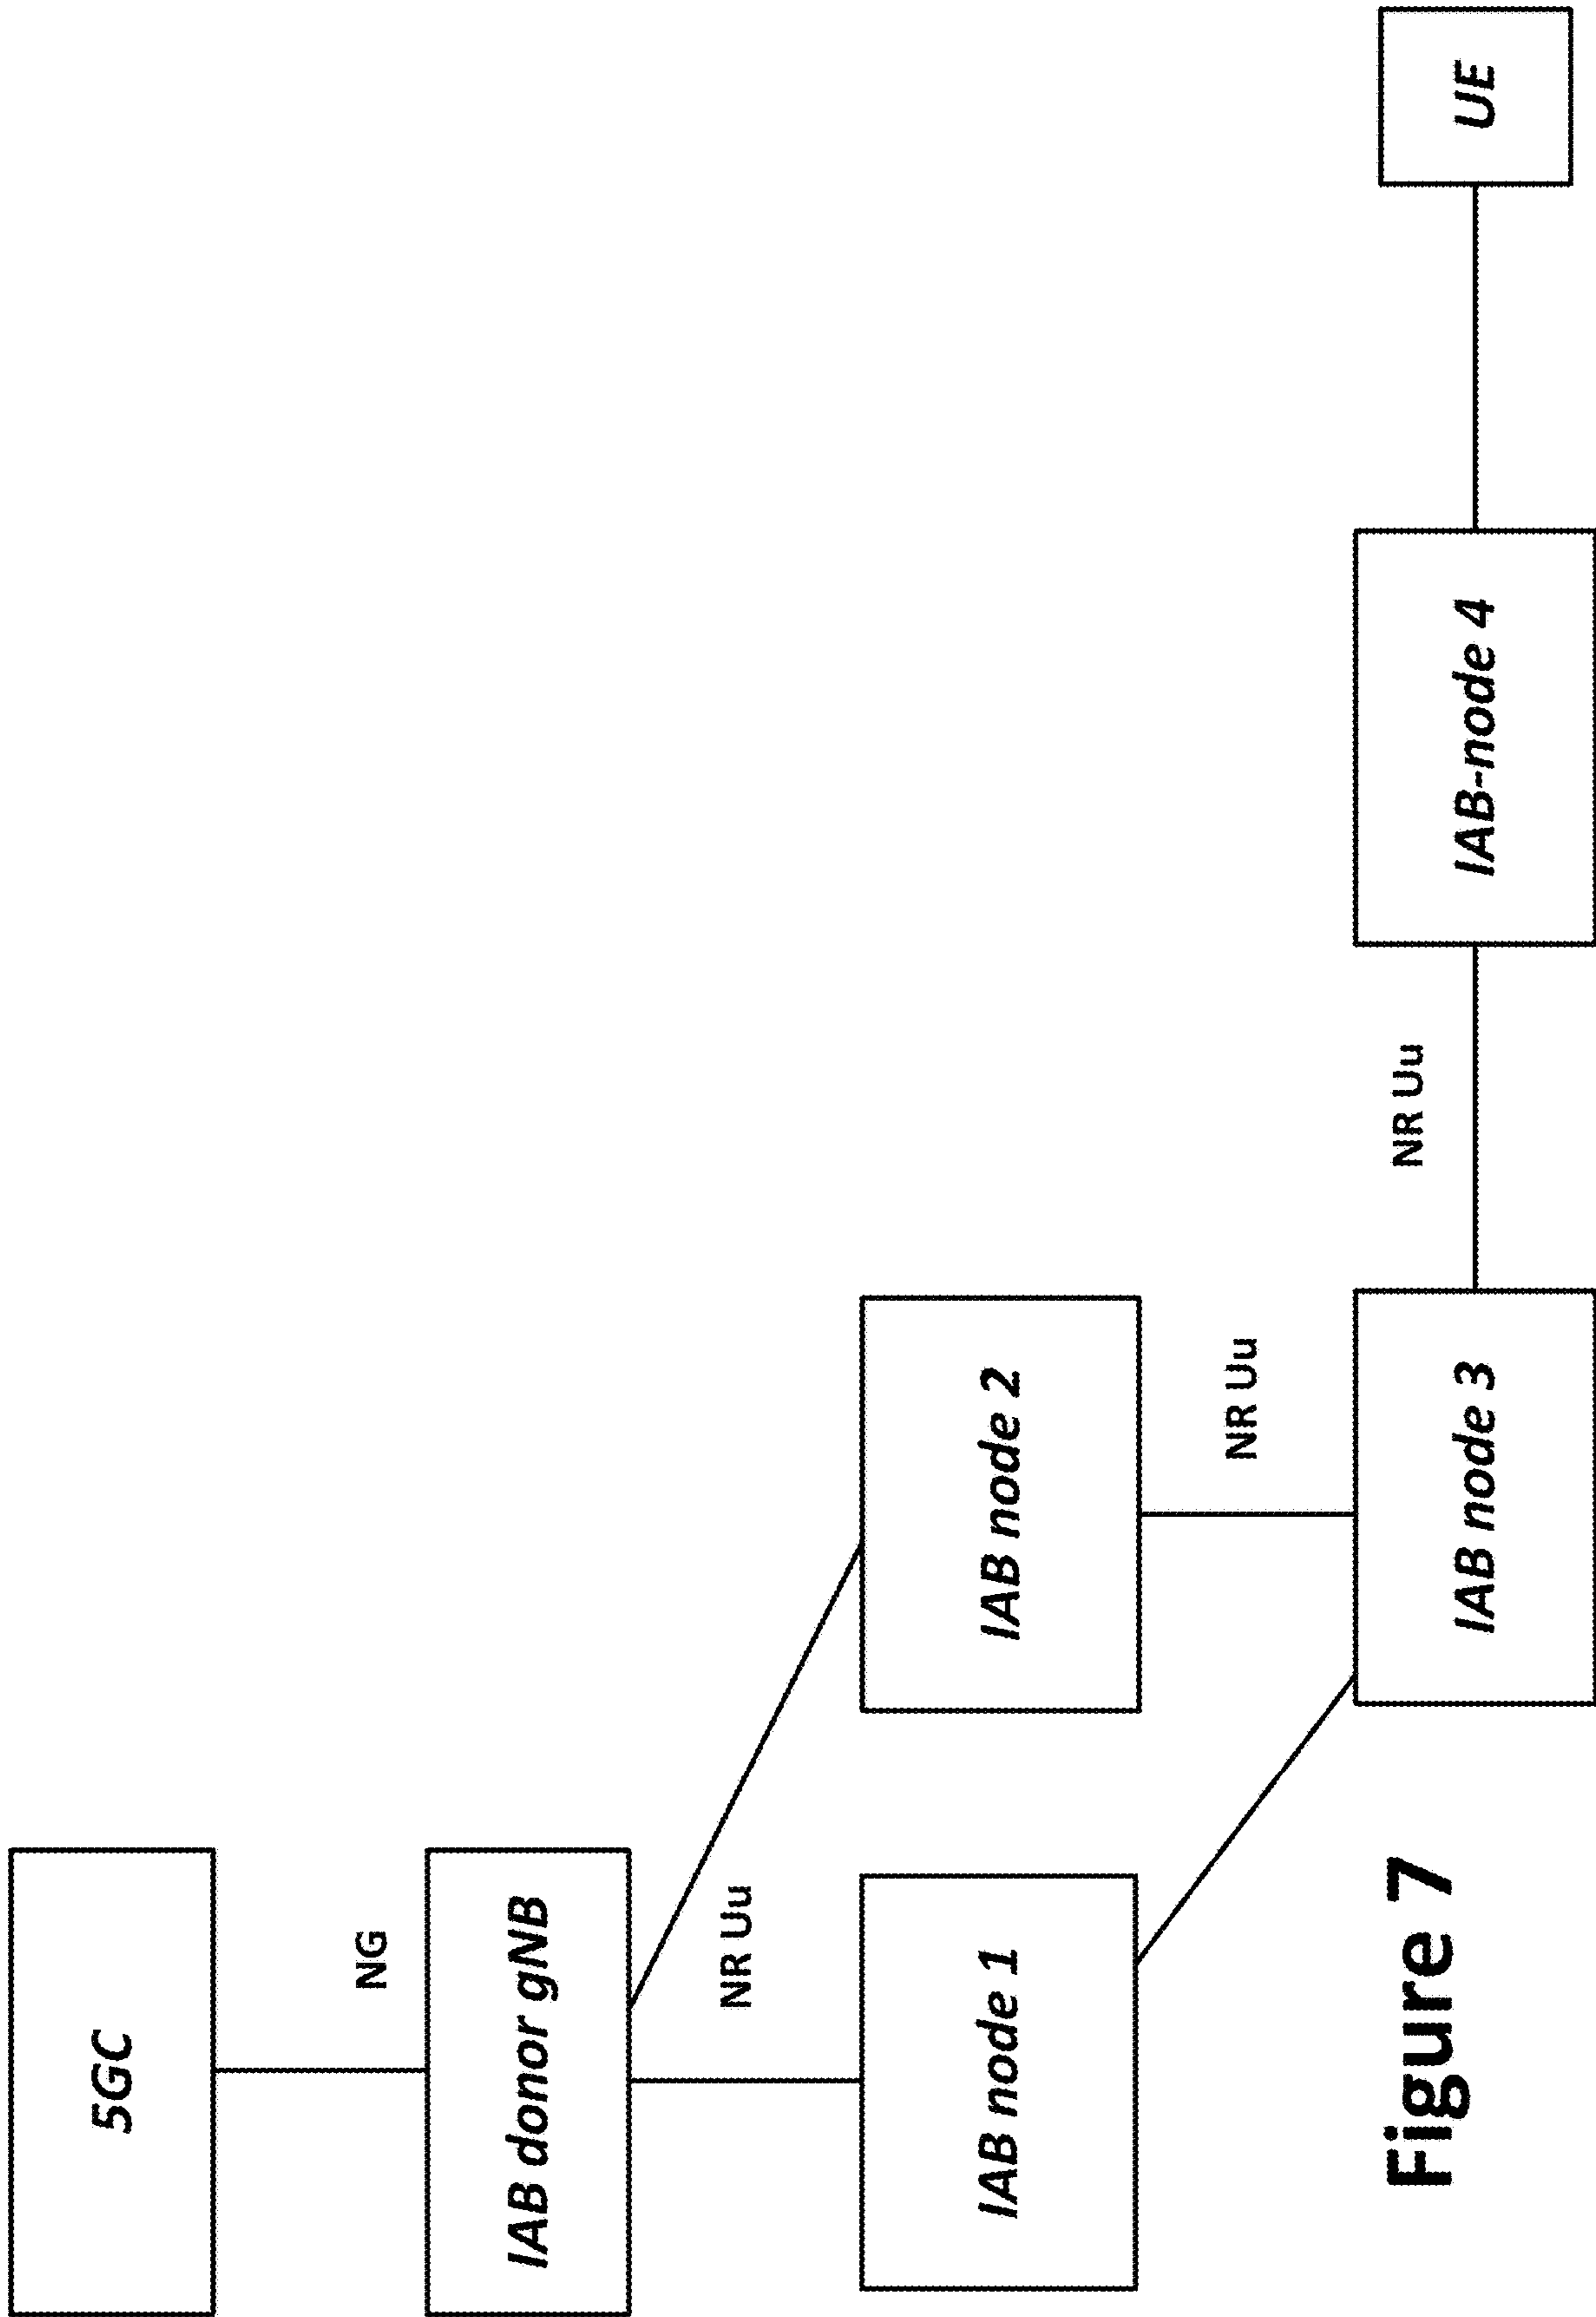 5GC
NG
IAB donor gNB
NR Uu
IAB node 1
IAB node 2
NR Uu
NR Uu
IAB node 3
IAB-node 4
UE
Figure 7